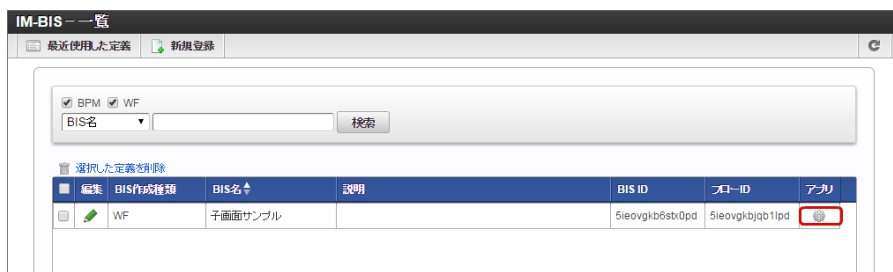 IM-BIS－一覧
最近使用した定義 新規登録
BPM WF
BIS名 検索
選択した定義を削除
編集 BIS作成種類 BIS名 説明 BIS ID フローID アプリ
WF 子画面サンプル 5ieovgkb6stx0pd 5ieovgkbjqb1lpd